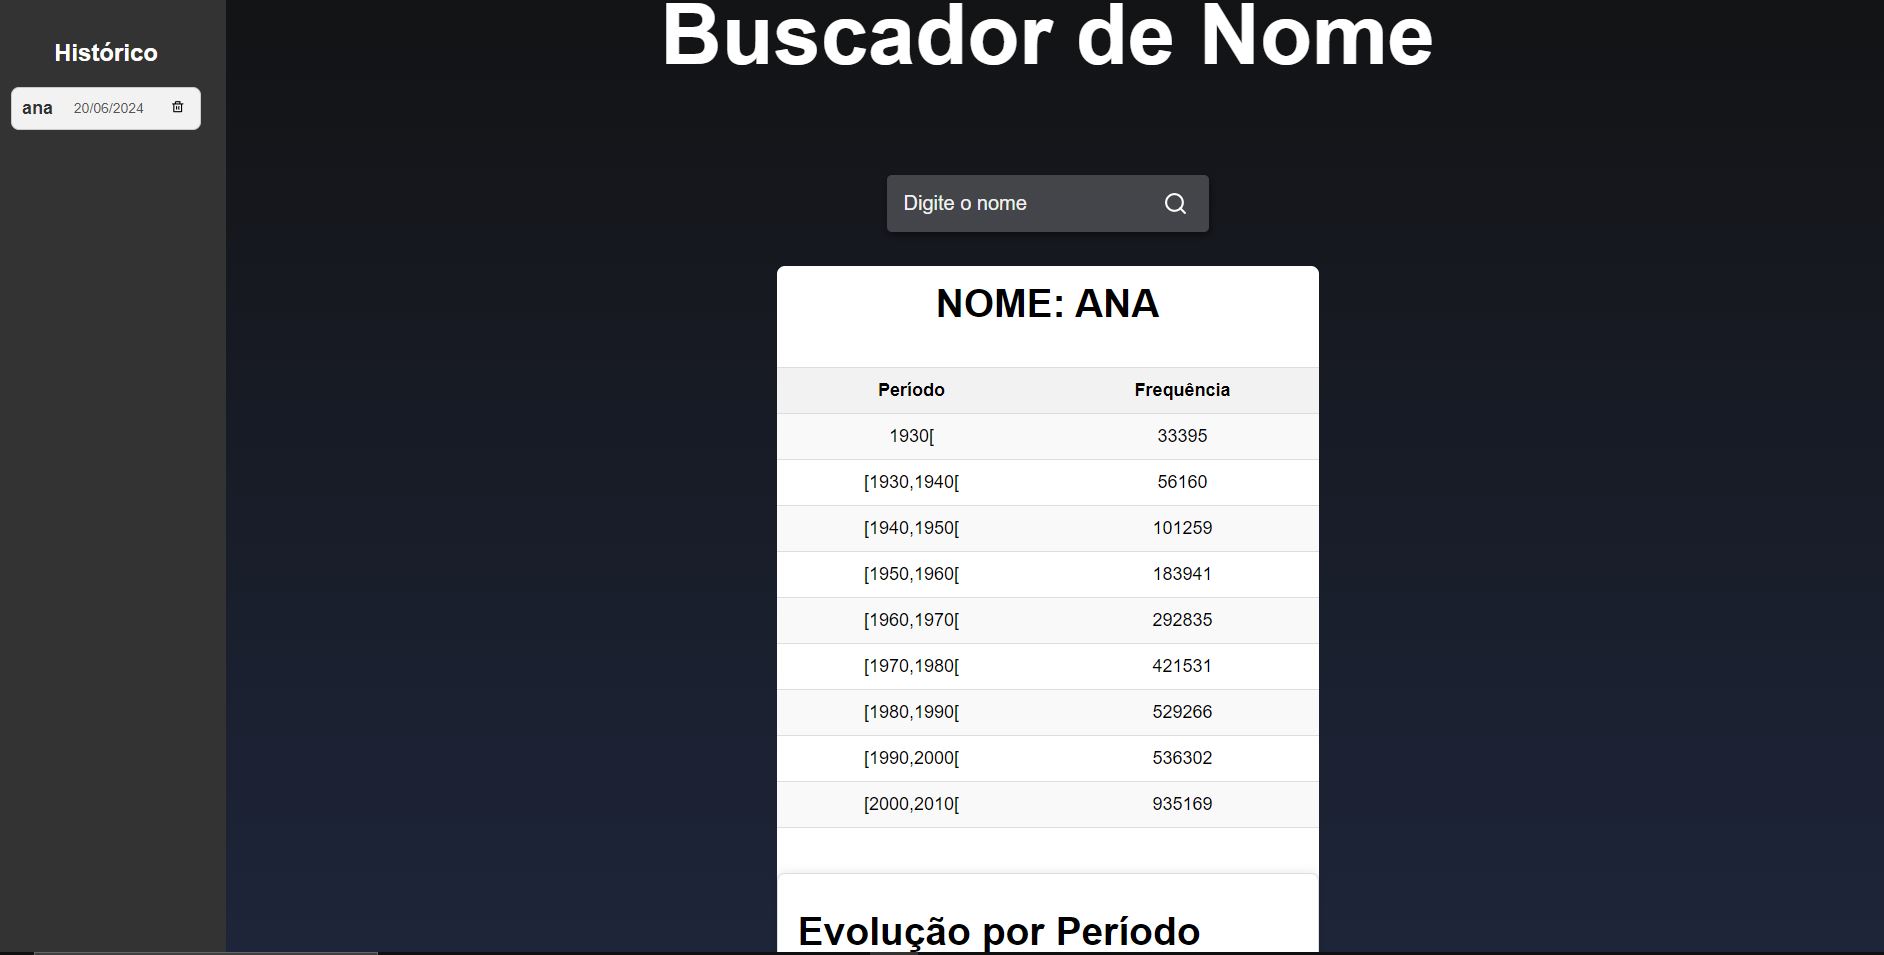 Histórico
ana 20/06/2024
Buscador de Nome
Digite o nome
NOME: ANA
Período Frequência
1930[ 33395
[1930,1940[ 56160
[1940,1950[ 101259
[1950,1960[ 183941
[1960,1970[ 292835
[1970,1980[ 421531
[1980,1990[ 529266
[1990,2000[ 536302
[2000,2010[ 935169
Evolução por Período